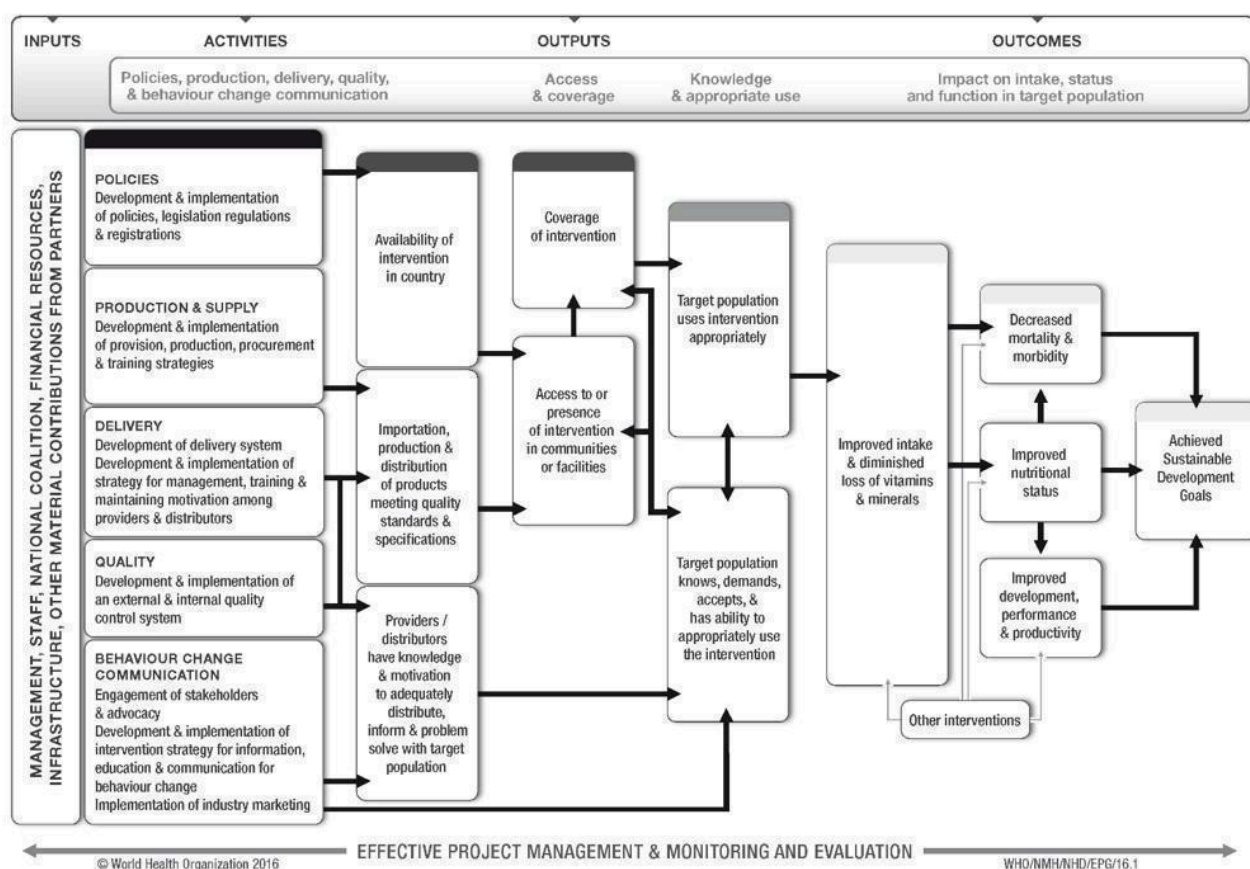 INPUTS
ACTIVITIES
OUTPUTS
OUTCOMES
Policies, production, delivery, quality,
& behaviour change communication
Access
& coverage
Knowledge
& appropriate use
Impact on intake, status
and function in target population
MANAGEMENT, STAFF, NATIONAL COALITION, FINANCIAL RESOURCES,
INFRASTRUCTURE, OTHER MATERIAL CONTRIBUTIONS FROM PARTNERS
POLICIES
Development & implementation
of policies, legislation regulations
& registrations
PRODUCTION & SUPPLY
Development & implementation
of provision, production, procurement
& training strategies
DELIVERY
Development of delivery system
Development & implementation of
strategy for management, training &
maintaining motivation among
providers & distributors
QUALITY
Development & implementation of
an external & internal quality
control system
BEHAVIOUR CHANGE
COMMUNICATION
Engagement of stakeholders
& advocacy
Development & implementation of
intervention strategy for information,
education & communication for
behaviour change
Implementation of industry marketing
Availability of
intervention
in country
Importation,
production &
distribution
of products
meeting quality
standards &
specifications
Providers /
distributors
have knowledge
& motivation
to adequately
distribute,
inform & problem
solve with target
population
Coverage
of intervention
Access to or
presence
of intervention
in communities
or facilities
Target population
uses intervention
appropriately
Target population
knows, demands,
accepts, &
has ability to
appropriately use
the intervention
Improved intake
& diminished
loss of vitamins
& minerals
Decreased
mortality &
morbidity
Improved
nutritional
status
Improved
development,
performance
& productivity
Other interventions
Achieved
Sustainable
Development
Goals
EFFECTIVE PROJECT MANAGEMENT & MONITORING AND EVALUATION
© World Health Organization 2016
WHO/NMH/NHD/EPG/16.1